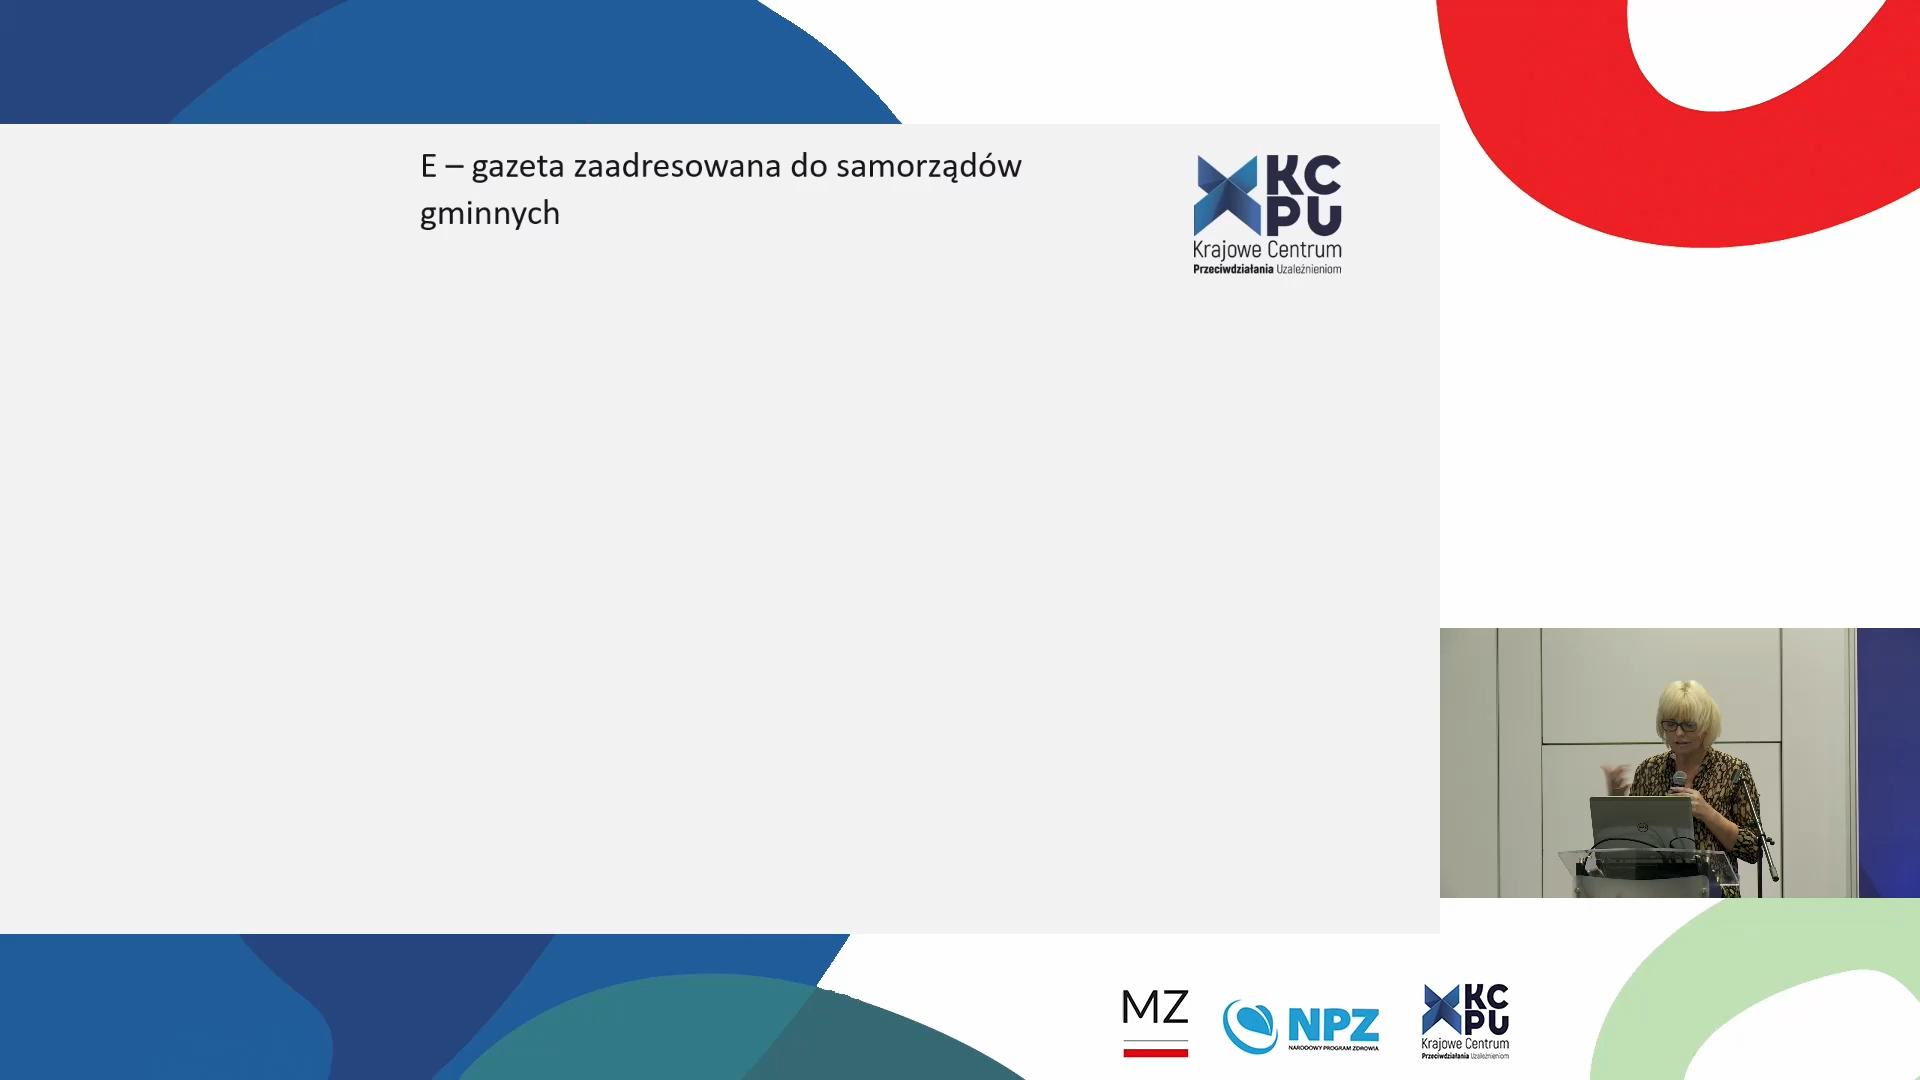 E – gazeta zaadresowana do samorządów
gminnych
KC
PU
Krajowe Centrum
Przeciwdziałania Uzależnieniom
MZ
NPZ
NARODOWY PROGRAM ZDROWIA
KC
PU
Krajowe Centrum
Przeciwdziałania Uzależnieniom